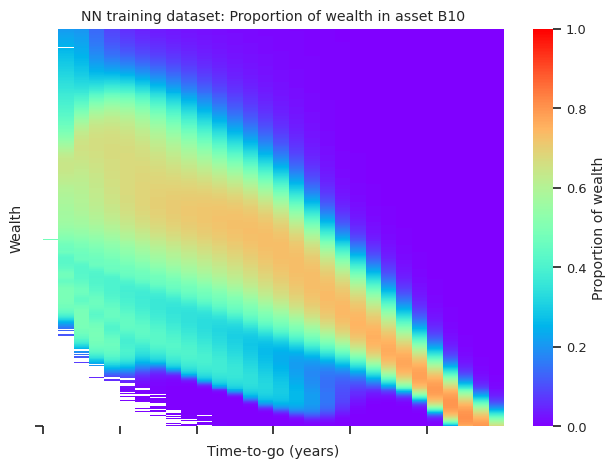 NN training dataset: Proportion of wealth in asset B10
Wealth
Time-to-go (years)
1.0
0.8
0.6
0.4
0.2
0.0
Proportion of wealth